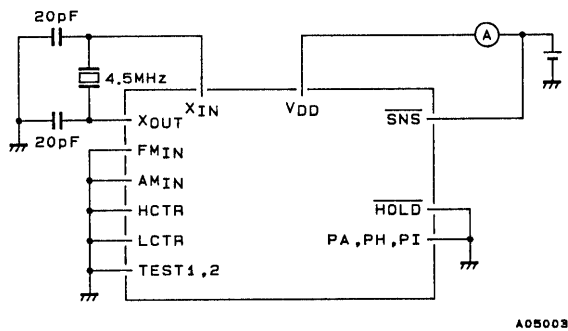 20pF
A
4.5MHz
XIN
VDD
XOUT
SNS
20pF
FMIN
AMIN
HCTR
HOLD
LCTR
PA,PH,PI
TEST1,2
A05003